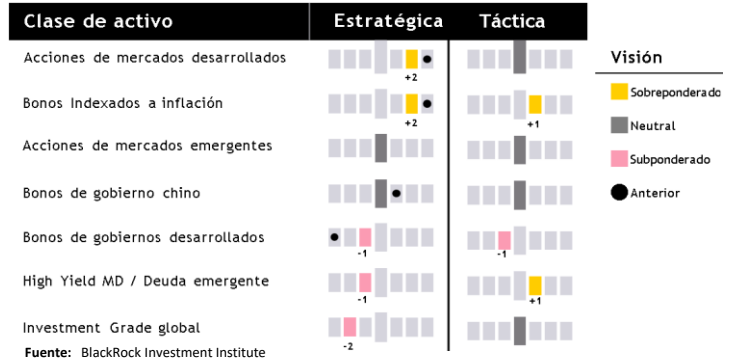 Clase de activo Estratégica Táctica
Visión
Acciones de mercados desarrollados
+2
Bonos Indexados a inflación
+2 +1
Acciones de mercados emergentes
Bonos de gobierno chino
Bonos de gobiernos desarrollados
-1 -1
High Yield MD / Deuda emergente
-1 +1
Investment Grade global
-2
Sobreponderado
Neutral
Subponderado
Anterior
Fuente: BlackRock Investment Institute